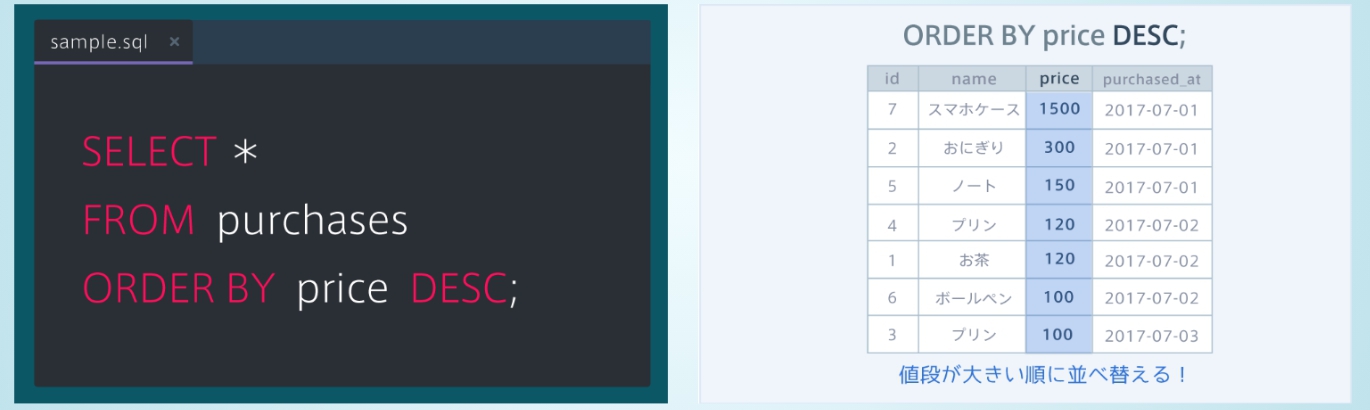 sample.sql ×
SELECT *
FROM purchases
ORDER BY price DESC;
ORDER BY price DESC;
id name price purchased_at
7 スマホケース 1500 2017-07-01
2 おにぎり 300 2017-07-01
5 ノート 150 2017-07-01
4 プリン 120 2017-07-02
1 お茶 120 2017-07-02
6 ボールペン 100 2017-07-02
3 プリン 100 2017-07-03
値段が大きい順に並べ替える！